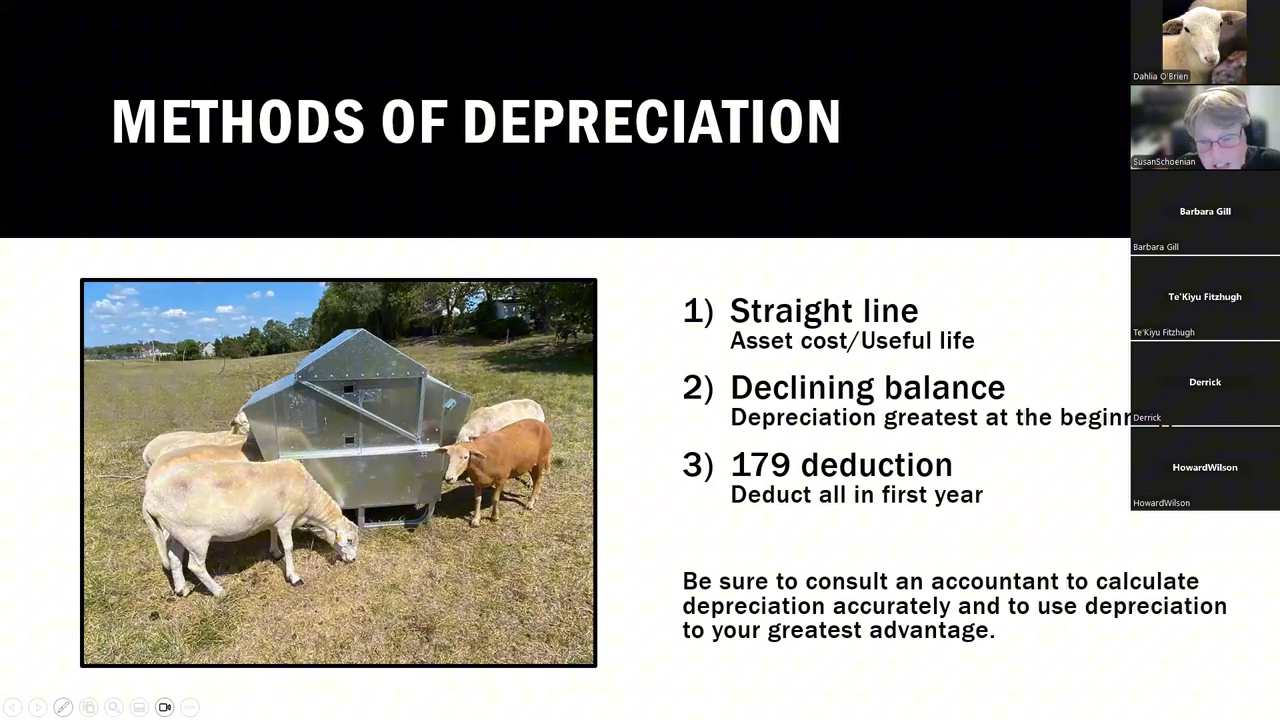 METHODS OF DEPRECIATION
1) Straight line
Asset cost/Useful life
2) Declining balance
Depreciation greatest at the
3) 179 deduction
Deduct all in first year
Be sure to consult an accountant to calculate
depreciation accurately and to use depreciation
to your greatest advantage.
Dahlia O'Brien
SusanSchoenian
Barbara Gill
Barbara Gill
Te'Kiyu Fitzhugh
Te'Kiyu Fitzhugh
Derrick
Derrick
HowardWilson
HowardWilson